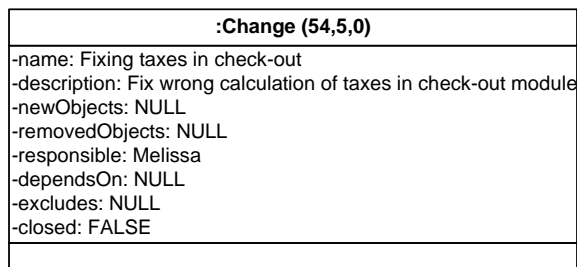 :Change (54,5,0)
-name: Fixing taxes in check-out
-description: Fix wrong calculation of taxes in check-out module
-newObjects: NULL
-removedObjects: NULL
-responsible: Melissa
-dependsOn: NULL
-excludes: NULL
-closed: FALSE